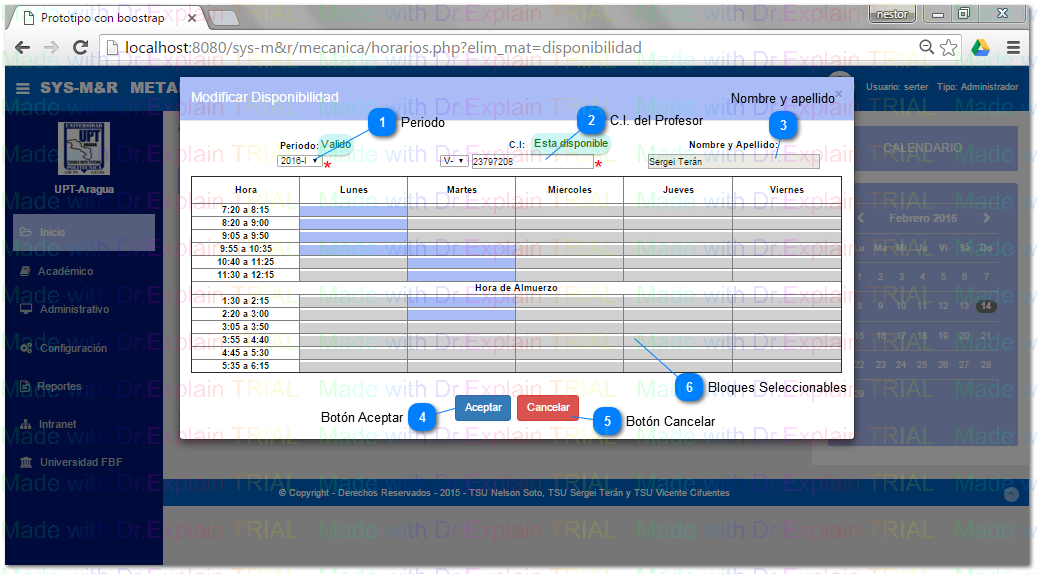 Prototipo con boostrap
nestor
localhost:8080/sys-m&r/mecanica/horarios.php?elim_mat=disponibilidad
SYS-M&R META
Usuario: serter Tipo: Administrador
Modificar Disponibilidad
×
Nombre y apellido
1 Periodo
2 C.I. del Profesor
3
Periodo: Valido
C.I: Esta disponible
Nombre y Apellido:
2016-I *
V- 23797208 *
Sergei Terán
Hora Lunes Martes Miercoles Jueves Viernes
7:20 a 8:15
8:20 a 9:00
9:05 a 9:50
9:55 a 10:35
10:40 a 11:25
11:30 a 12:15
Hora de Almuerzo
1:30 a 2:15
2:20 a 3:00
3:05 a 3:50
3:55 a 4:40
4:45 a 5:30
5:35 a 6:15
6 Bloques Seleccionables
Botón Aceptar 4
Aceptar
Cancelar
5 Botón Cancelar
UNIVERSIDAD
UPT
UPT-Aragua
Inicio
Académico
Administrativo
Configuración
Reportes
Intranet
Universidad FBF
CALENDARIO
Febrero 2016
Lu Ma Mi Ju Vi Sá Do
1 2 3 4 5 6 7
8 9 10 11 12 13 14
15 16 17 18 19 20 21
22 23 24 25 26 27 28
29
© Copyright - Derechos Reservados - 2015 - TSU Nelson Soto, TSU Sergei Terán y TSU Vicente Cifuentes
Made with Dr.Explain TRIAL